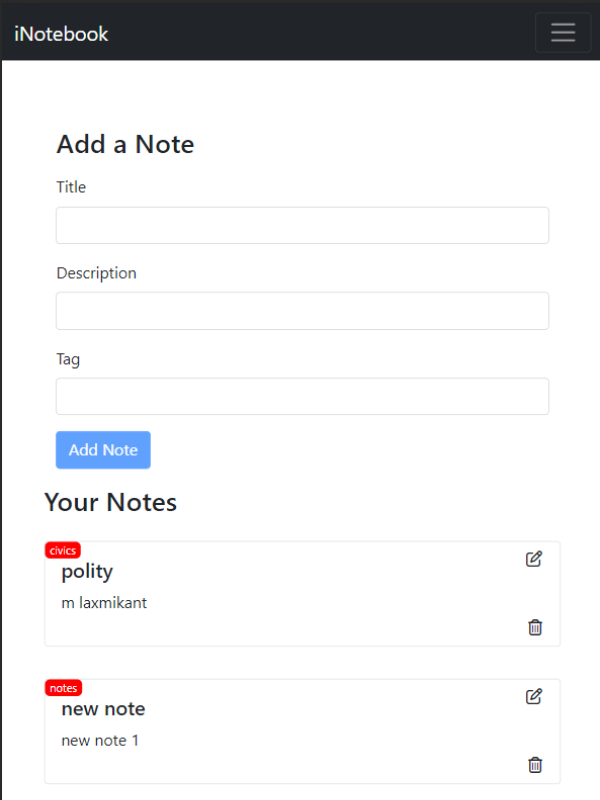 iNotebook
Add a Note
Title
Description
Tag
Add Note
Your Notes
civics
polity
m laxmikant
notes
new note
new note 1